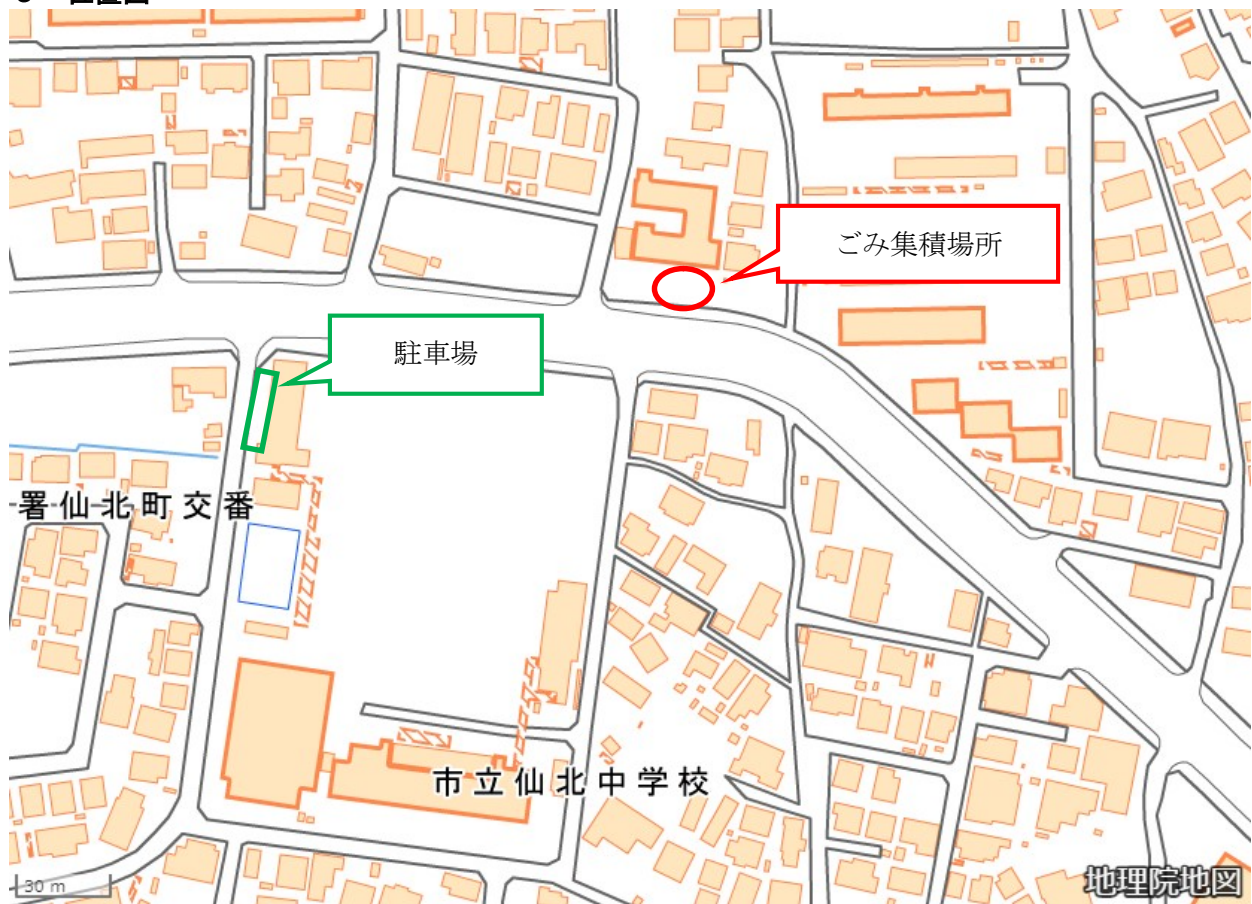 ごみ集積場所
駐車場
署仙北町交番
市立仙北中学校
30 m
地理院地図